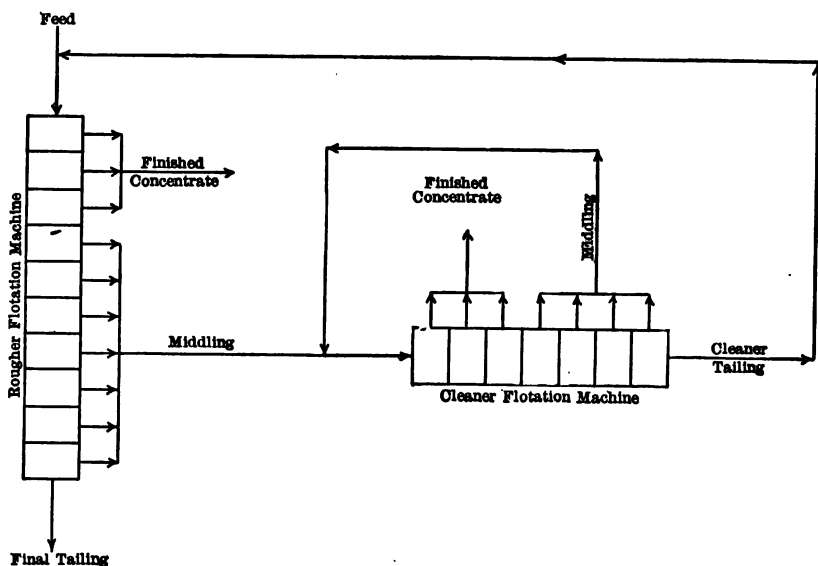 Feed
Finished
Concentrate
Rougher Flotation Machine
Finished
Concentrate
Middling
Middling
Cleaner
Tailing
Cleaner Flotation Machine
Final Tailing